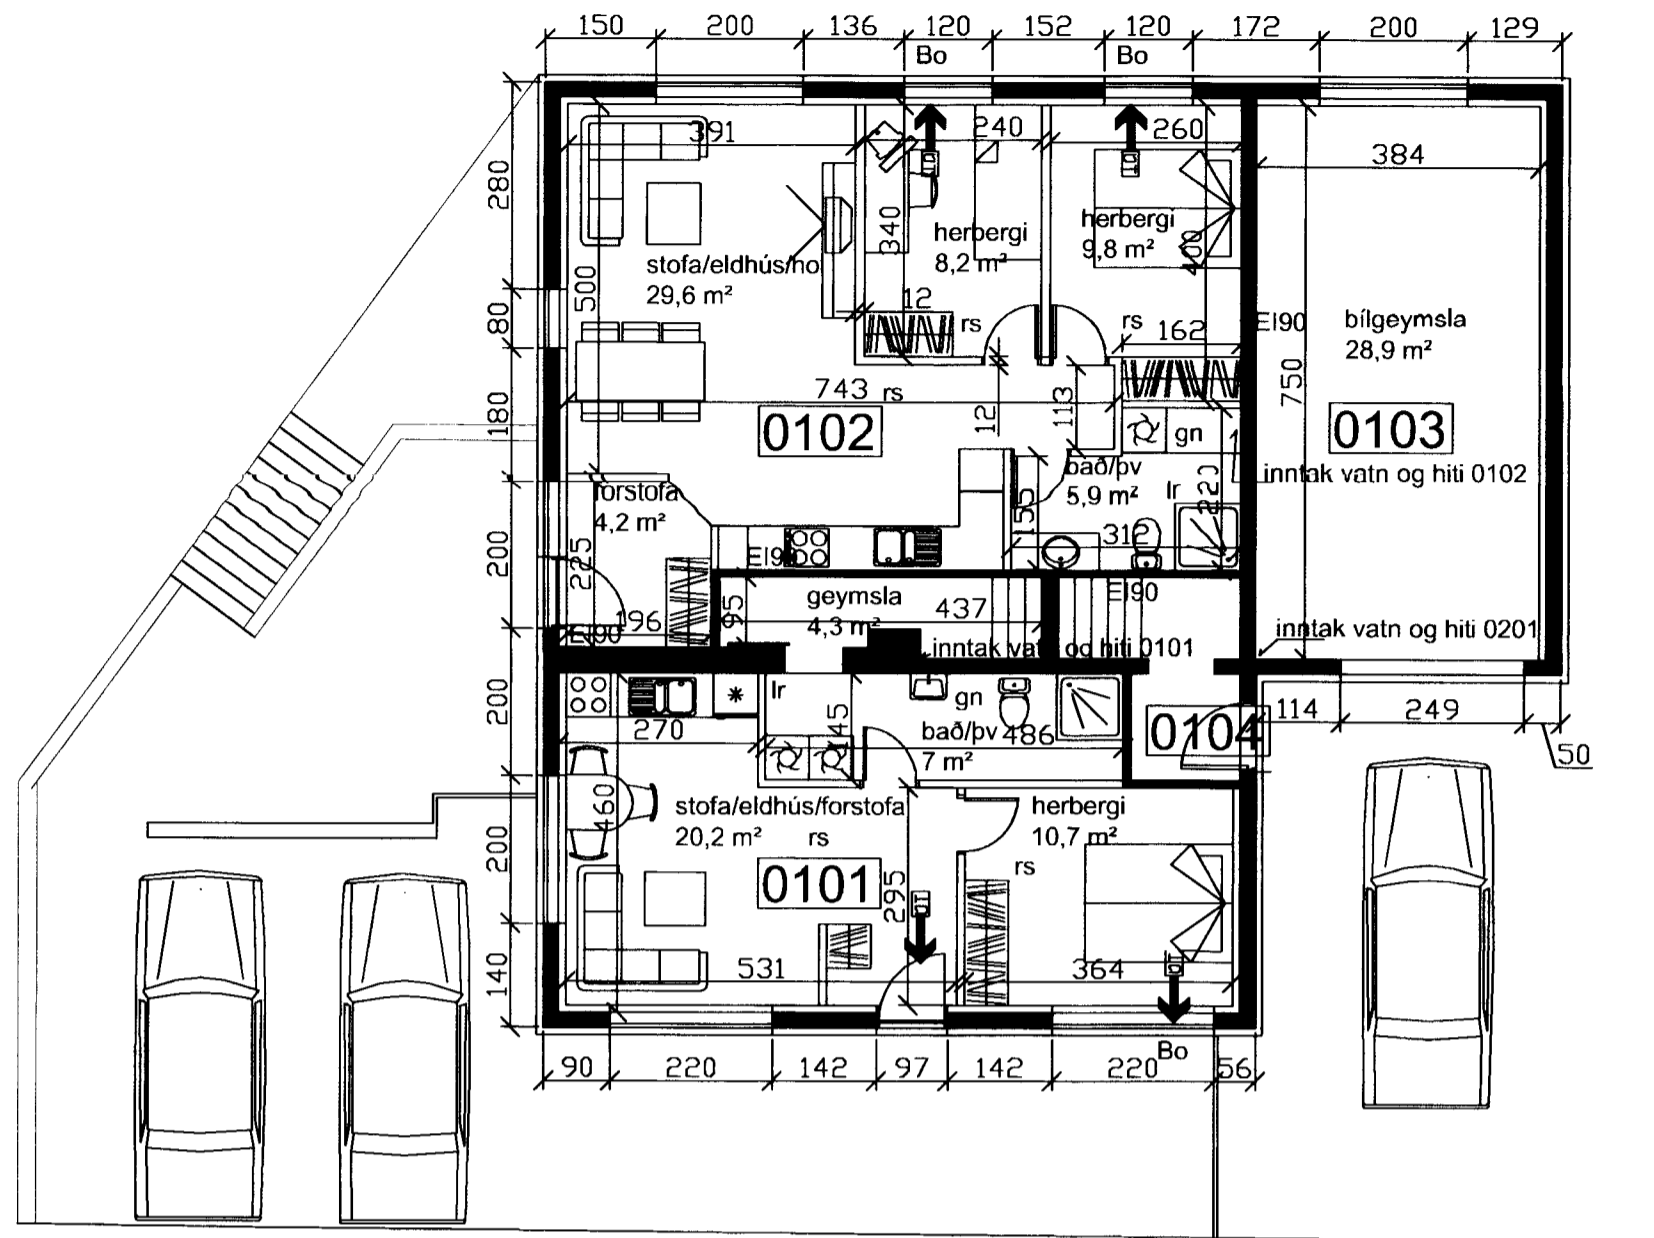 150 200 136 120 152 120 172 200 129
Bo Bo
391 240 260 384
280
340
herbergi
8,2 m²
herbergi
9,8 m²
400
stofa/eldhús/ho
29,6 m²
500
80
12
rs
rs
162
EI90
bílgeymsla
28,9 m²
750
743 rs
180
0102
12
113
gn
0103
bað/þv
5,9 m²
lr
220
inntak vatn og hiti 0102
forstofa
4,2 m²
155
312
200
225
EI90
EI90
geymsla
4,3 m²
95
437
196
EI90
inntak vatn og hiti 0101
inntak vatn og hiti 0201
200
lr
gn
270
145
bað/þv
7 m²
486
0104
114 249
50
460
stofa/eldhús/forstofa
20,2 m²
rs
herbergi
10,7 m²
rs
200
0101
295
140
531
364
Bo
90 220 142 97 142 220 56